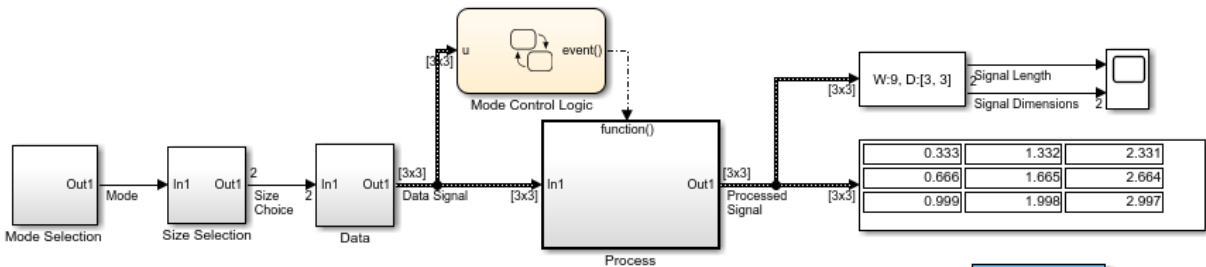 u
event()
[3x3]
Mode Control Logic
W:9, D:[3, 3]
[3x3]
2
Signal Length
Signal Dimensions
2
function()
Out1
Mode
Mode Selection
In1
Out1
2
Size
Choice
Size Selection
In1
Out1
2
Data
[3x3]
Data Signal
[3x3]
In1
Out1
Process
[3x3]
Processed
Signal
[3x3]
0.333 1.332 2.331
0.666 1.665 2.664
0.999 1.998 2.997